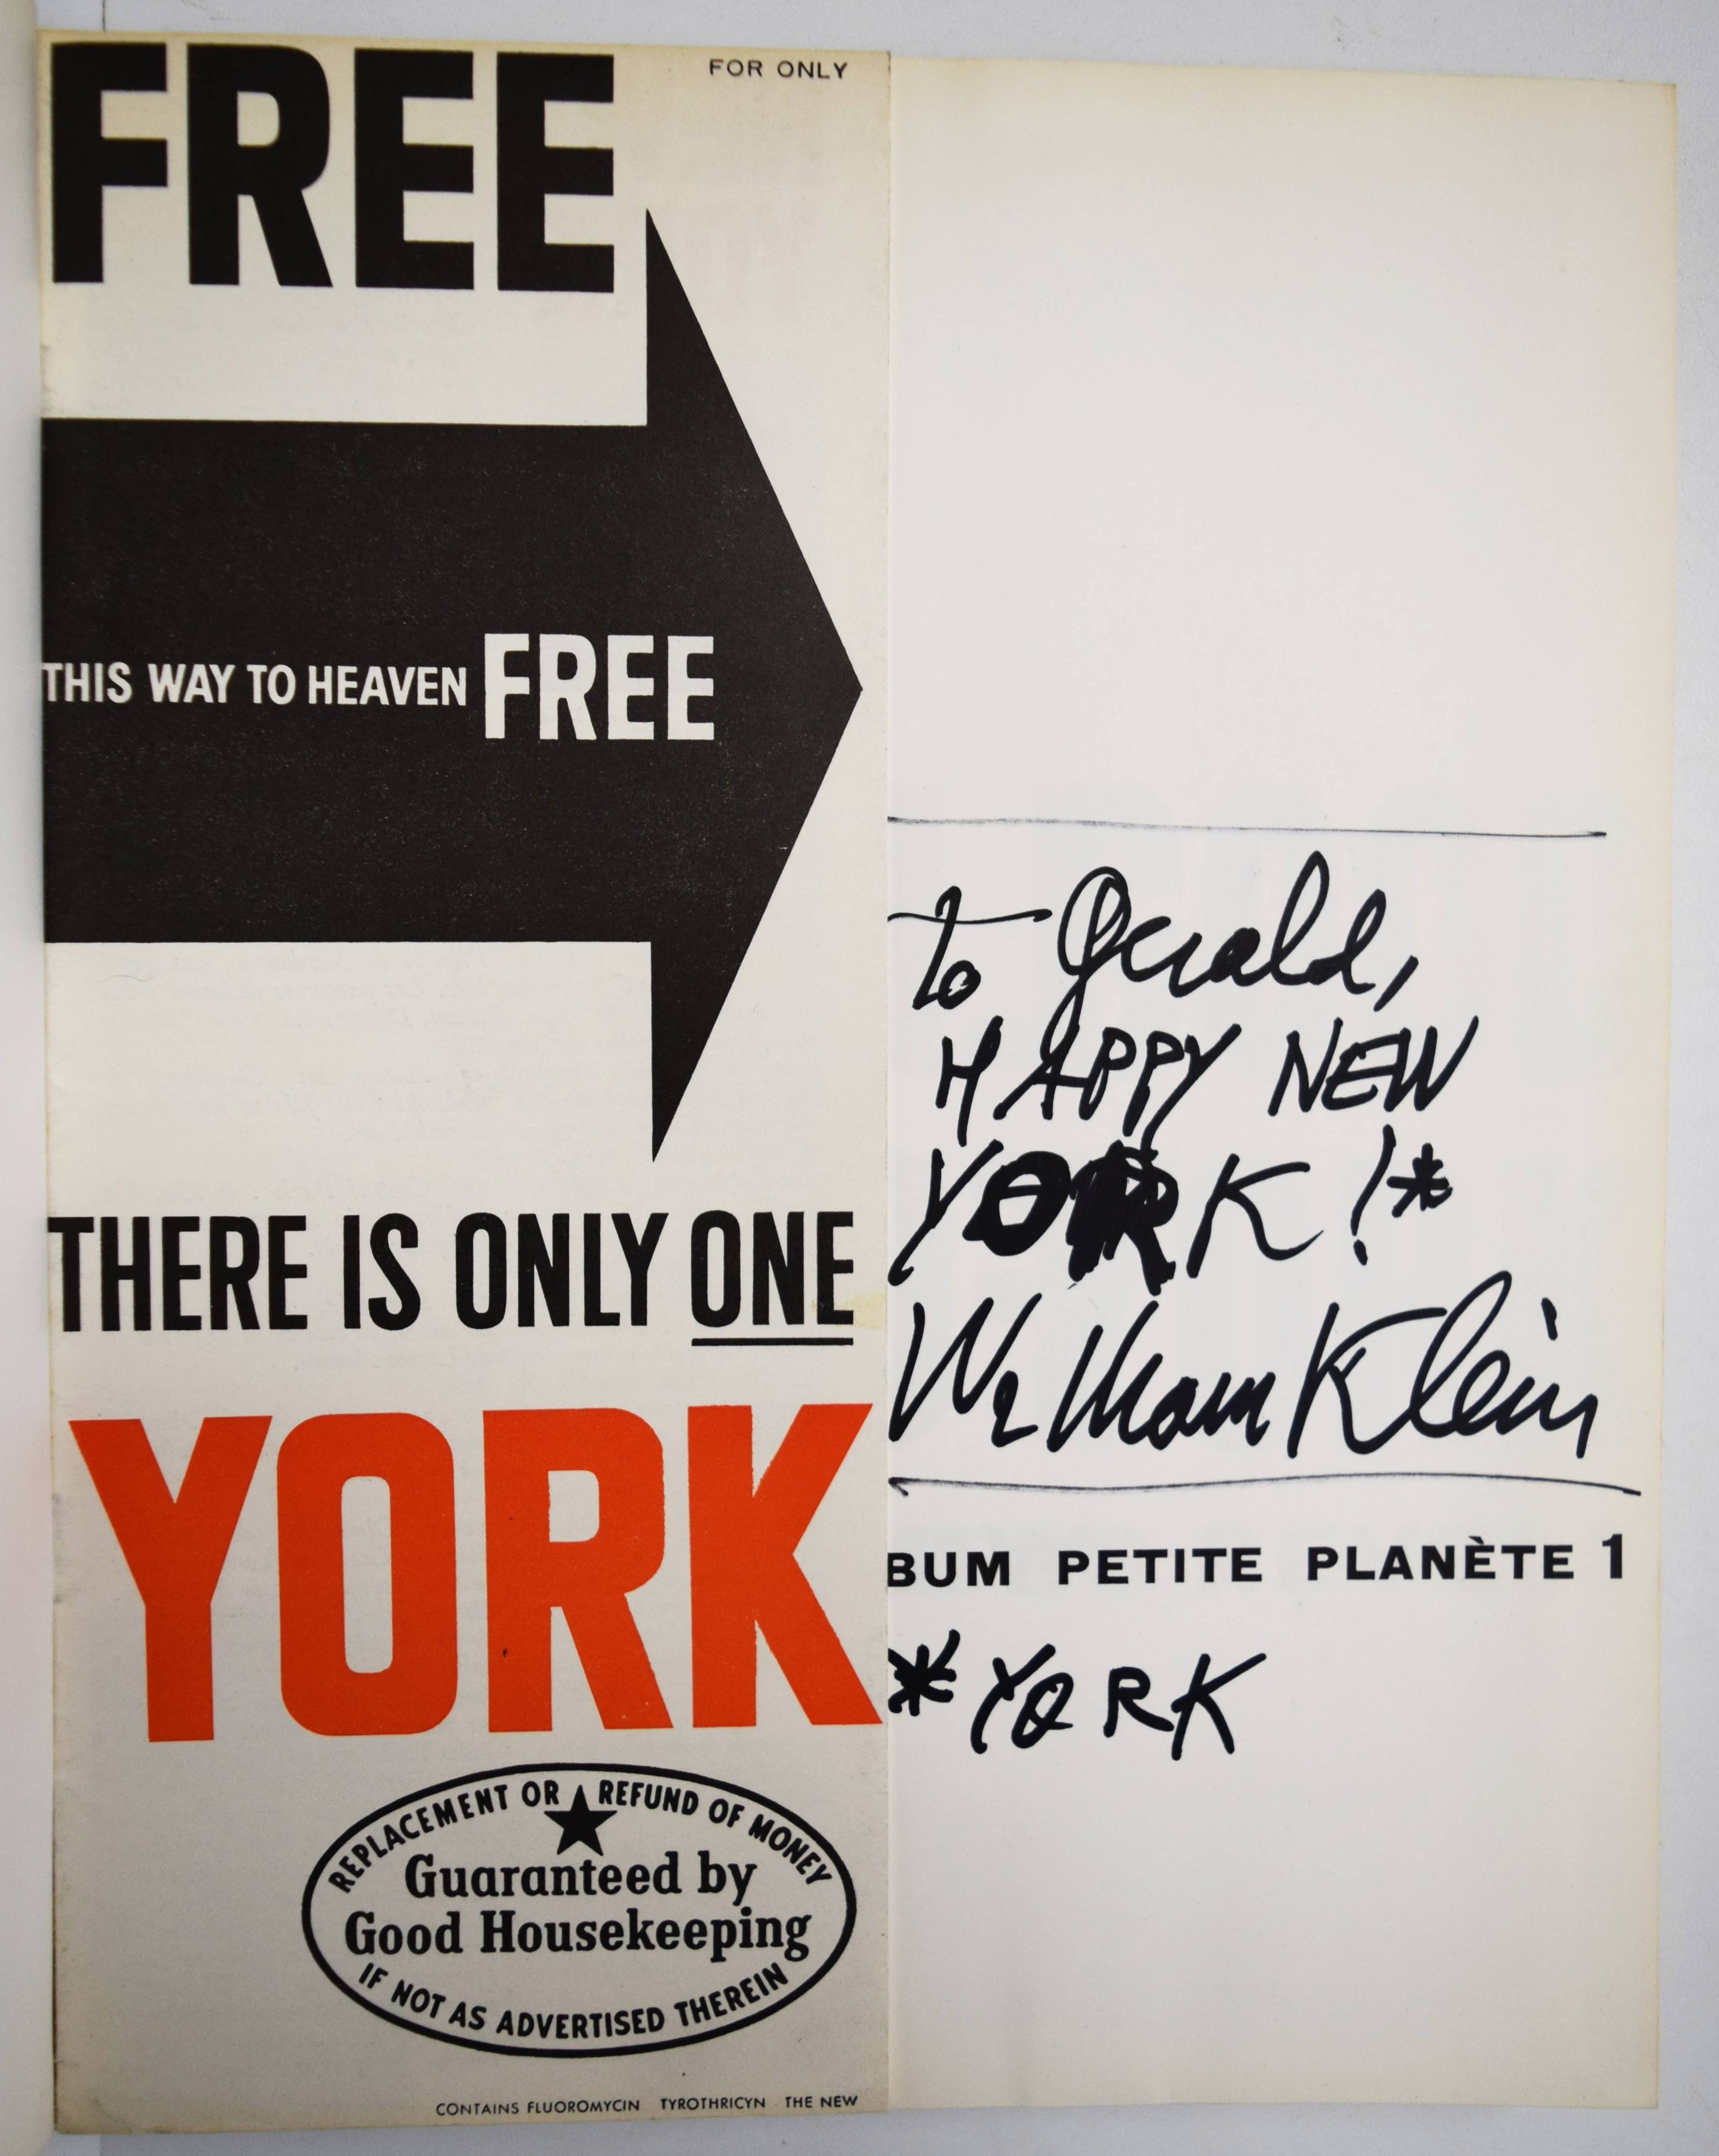 FREE
FOR ONLY
THIS WAY TO HEAVEN FREE
THERE IS ONLY ONE
YORK
REPLACEMENT OR REFUND OF MONEY
Guaranteed by
Good Housekeeping
IF NOT AS ADVERTISED THEREIN
CONTAINS FLUOROMYCIN TYROTHRICYN THE NEW
To Gerald,
HAPPY NEW
YORK !*
William Klein
BUM PETITE PLANÈTE 1
*YORK